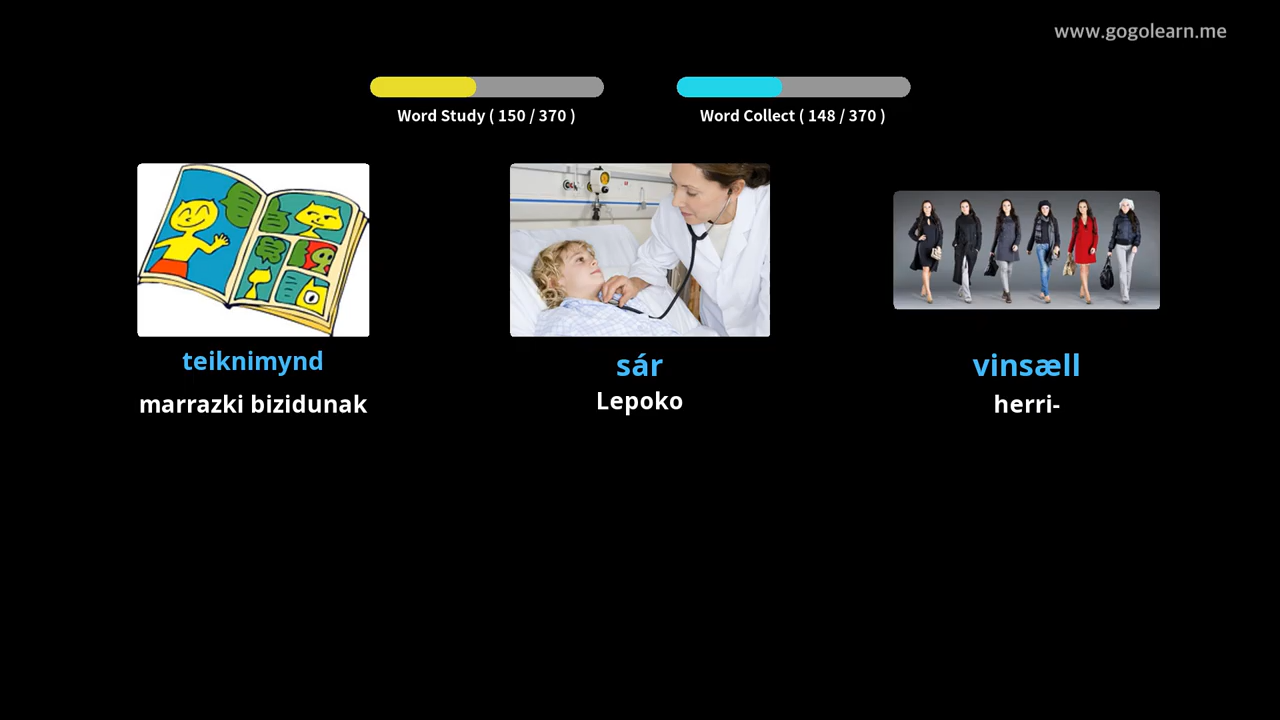 www.gogolearn.me
Word Study ( 150 / 370 )
Word Collect ( 148 / 370 )
teiknimynd
marrazki bizidunak
sár
Lepoko
vinsæll
herri-